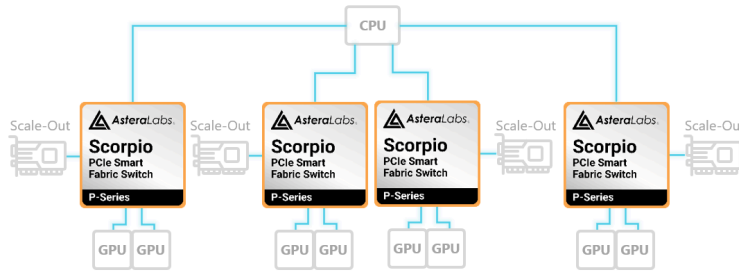 CPU
Scale-Out
AsteraLabs.
Scorpio
PCIe Smart
Fabric Switch
P-Series
GPU GPU
Scale-Out
AsteraLabs.
Scorpio
PCIe Smart
Fabric Switch
P-Series
GPU GPU
AsteraLabs.
Scorpio
PCIe Smart
Fabric Switch
P-Series
Scale-Out
GPU GPU
AsteraLabs.
Scorpio
PCIe Smart
Fabric Switch
P-Series
Scale-Ou
GPU GPU